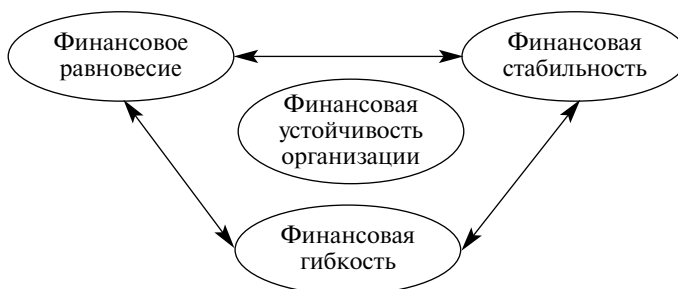 Финансовое
равновесие
Финансовая
стабильность
Финансовая
устойчивость
организации
Финансовая
гибкость